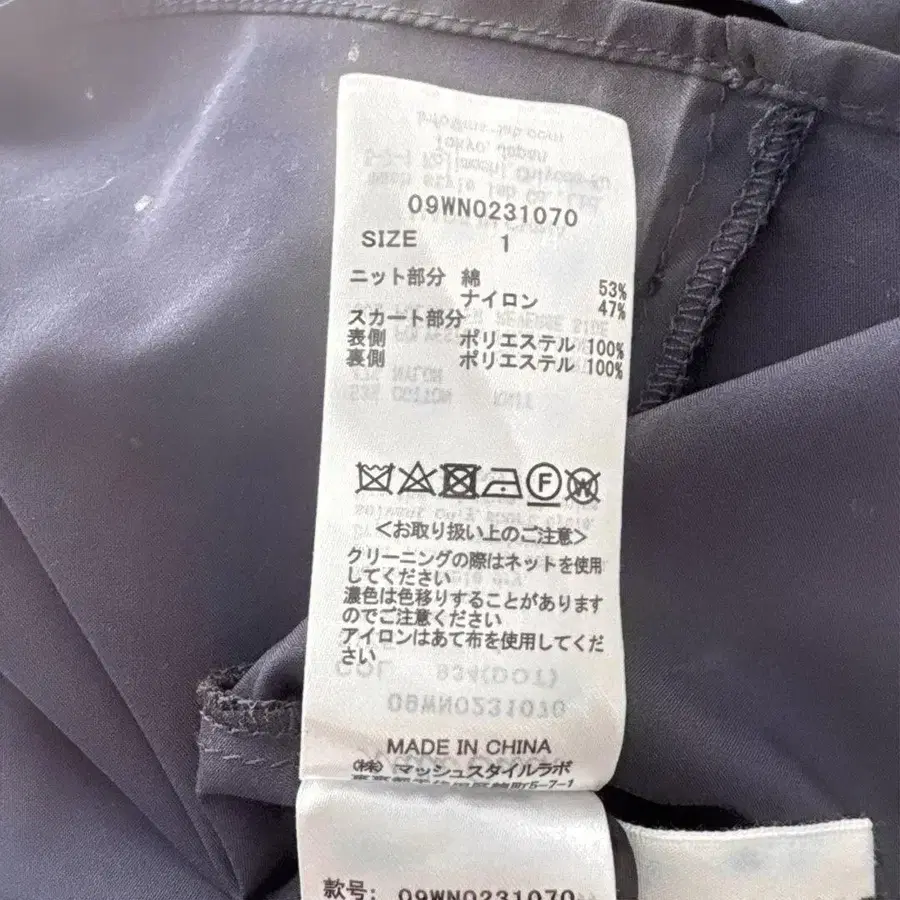 09WNO231070
SIZE 1
ニット部分 綿 53%
ナイロン 47%
スカート部分
表側 ポリエステル 100%
裏側 ポリエステル 100%
F
W
<お取り扱い上のご注意>
クリーニングの際はネットを使用
してください
濃色は色移りすることがあります
のでご注意ください
アイロンはあて布を使用してくだ
さい
MADE IN CHINA
(株) マッシュスタイルラボ
町5-7-1
款号: 09WNO231070